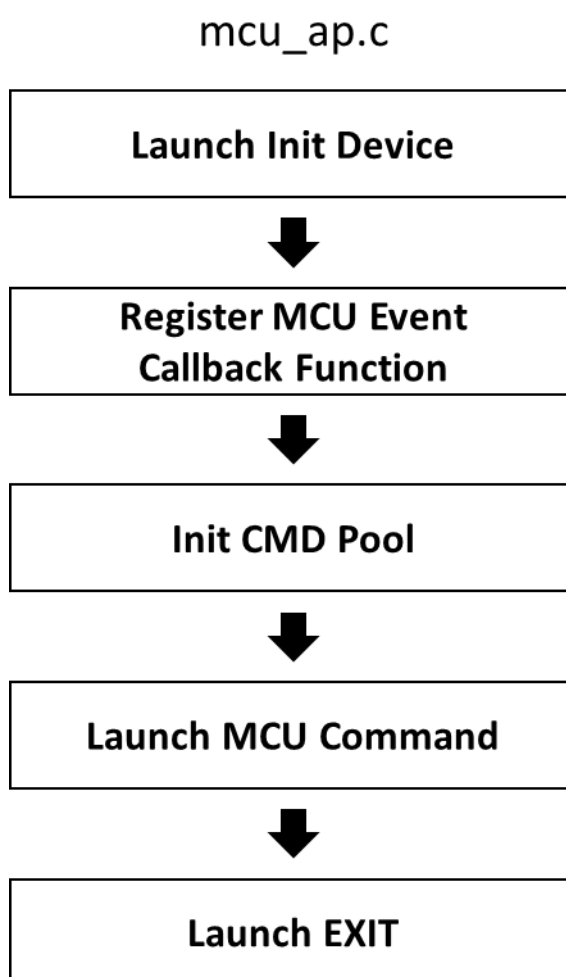 mcu_ap.c
Launch Init Device
Register MCU Event
Callback Function
Init CMD Pool
Launch MCU Command
Launch EXIT